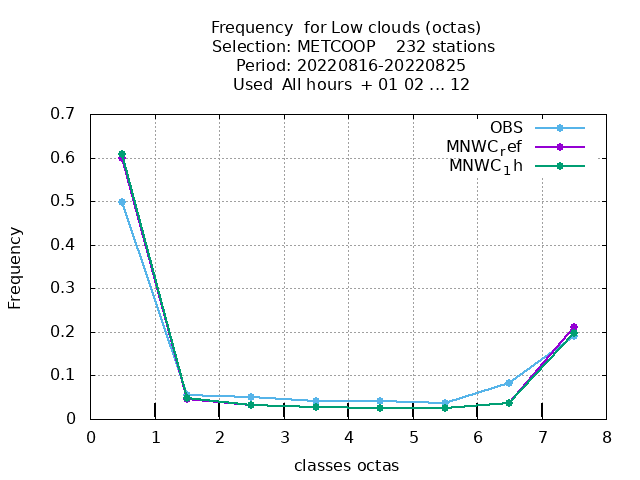 Frequency for Low clouds (octas)
Selection: METCOOP 232 stations
Period: 20220816-20220825
Used All hours + 01 02 ... 12
0.7
0.6
0.5
0.4
0.3
0.2
0.1
0
Frequency
OBS
MNWC_ref
MNWC_1h
0 1 2 3 4 5 6 7 8
classes octas